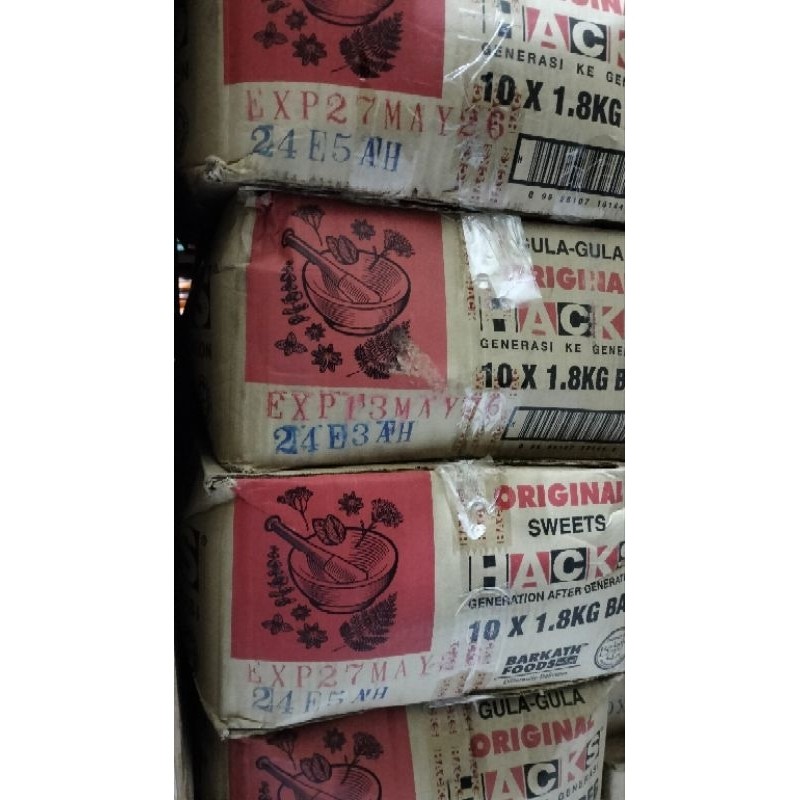 ORIGINAL
HACKS
GENERASI KE GENE
10 X 1.8KG
EXP27MAY26
24E5AH
GULA-GULA
ORIGINAL
HACKS
GENERASI KE GENE
10 X 1.8KG B
EXP13MAY26
24E3AH
ORIGINAL
SWEETS
HACKS
GENERATION AFTER GENERATI
10 X 1.8KG BA
BARKATH
FOODS
EXP27MAY26
24E5AH
GULA-GULA
ORIGINAL
HACKS